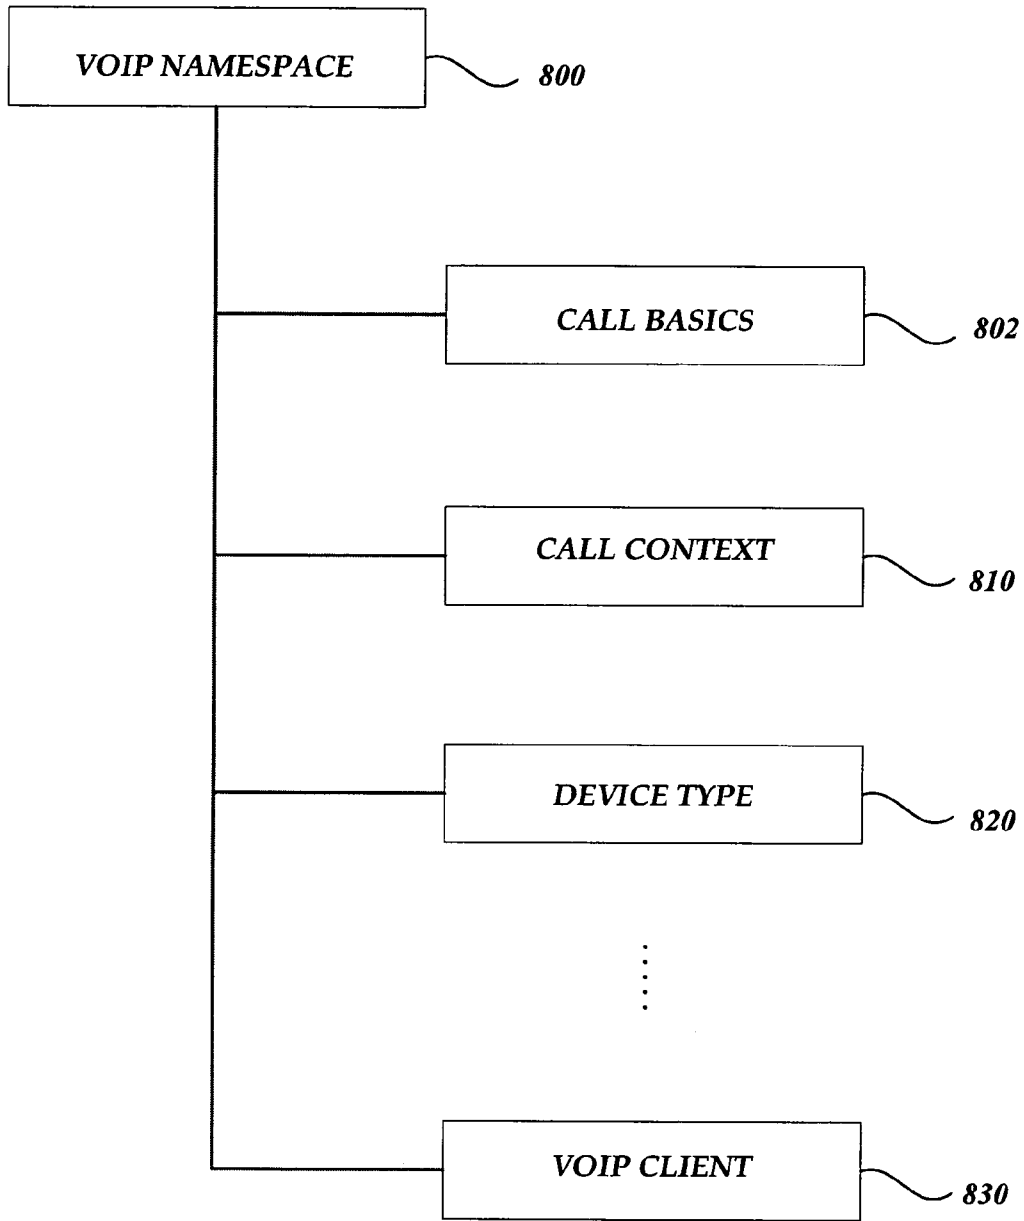 VOIP NAMESPACE
800
CALL BASICS
802
CALL CONTEXT
810
DEVICE TYPE
820
VOIP CLIENT
830